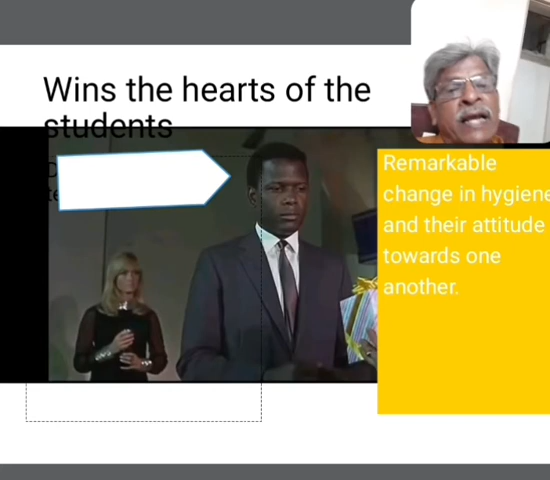 Wins the hearts of the
students
Remarkable
change in hygiene
and their attitude
towards one
another.